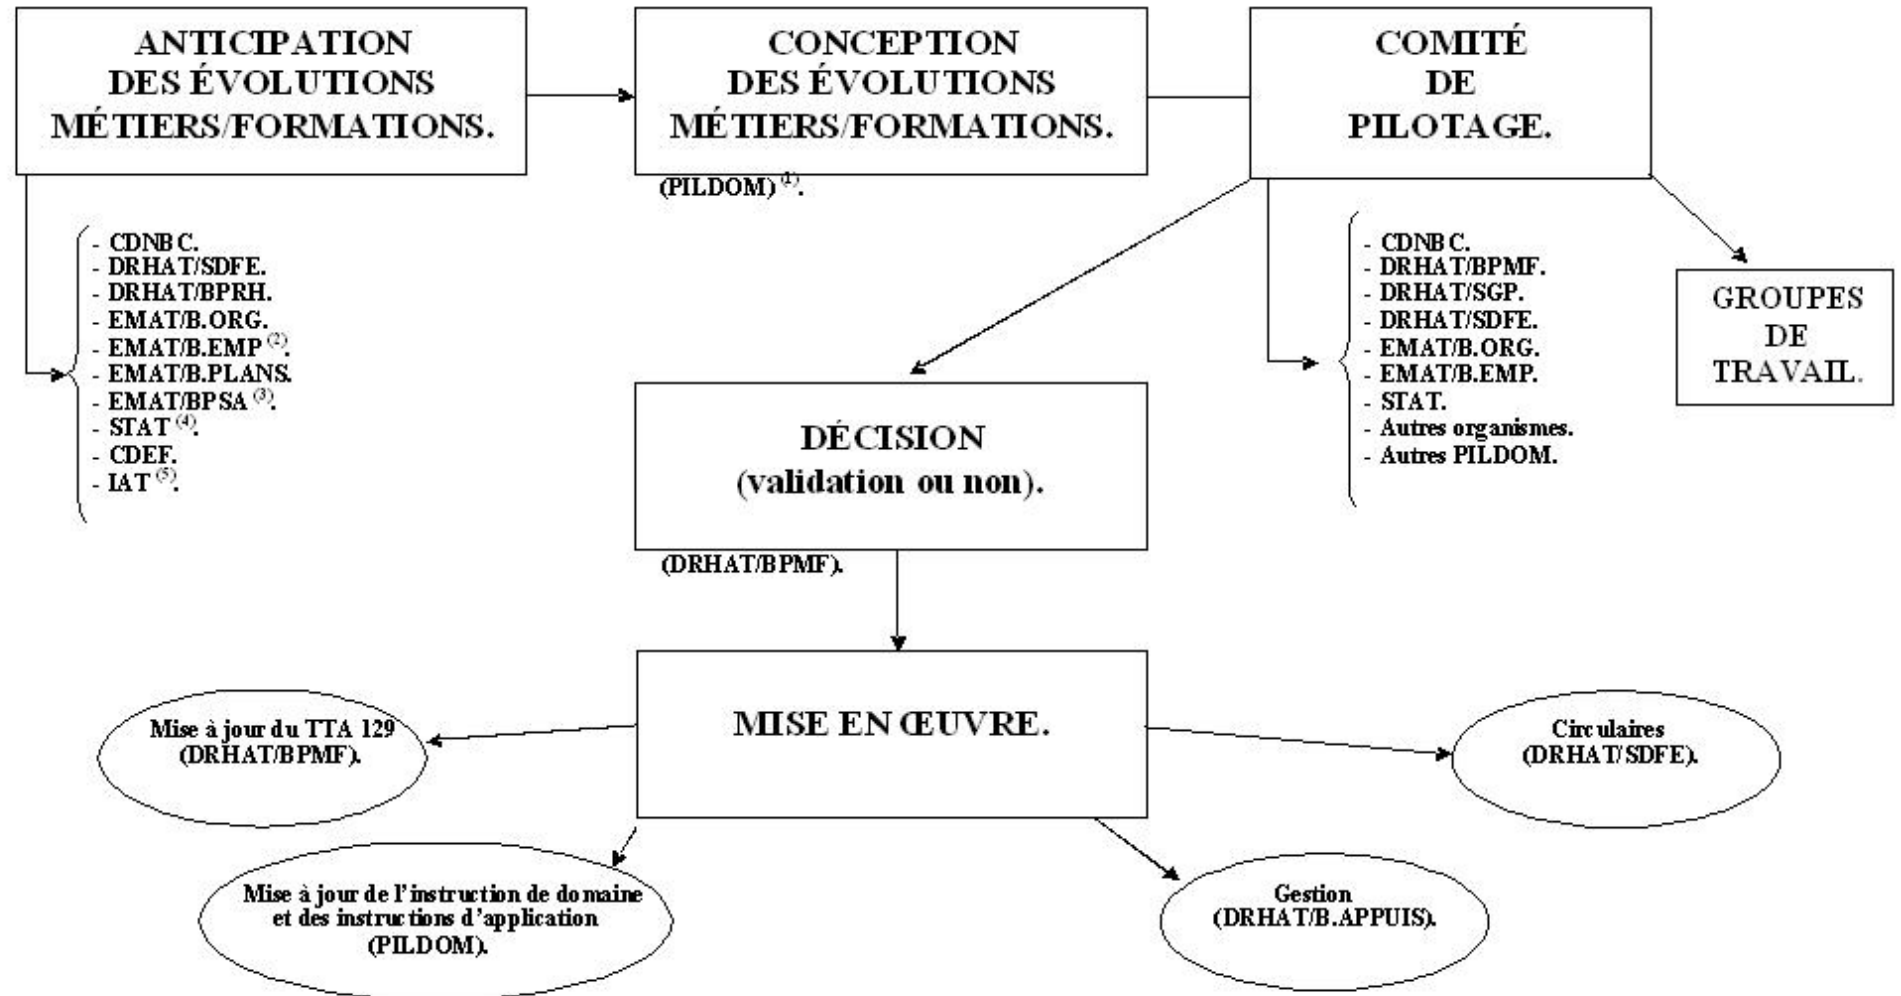 ANTICIPATION
DES ÉVOLUTIONS
MÉTIERS/FORMATIONS.
CONCEPTION
DES ÉVOLUTIONS
MÉTIERS/FORMATIONS.
(PILDOM) (1).
COMITÉ
DE
PILOTAGE.
- CDNBC.
- DRHAT/SDFE.
- DRHAT/BPRH.
- EMAT/B.ORG.
- EMAT/B.EMP (2).
- EMAT/B.PLANS.
- EMAT/BPSA (3).
- STAT (4).
- CDEF.
- IAT (5).
- CDNBC.
- DRHAT/BPMF.
- DRHAT/SGP.
- DRHAT/SDFE.
- EMAT/B.ORG.
- EMAT/B.EMP.
- STAT.
- Autres organismes.
- Autres PILDOM.
GROUPES
DE
TRAVAIL.
DÉCISION
(validation ou non).
(DRHAT/BPMF).
MISE EN ŒUVRE.
Mise à jour du TTA 129
(DRHAT/BPMF).
Circulaires
(DRHAT/SDFE).
Mise à jour de l'instruction de domaine
et des instructions d'application
(PILDOM).
Gestion
(DRHAT/B.APPUIS).